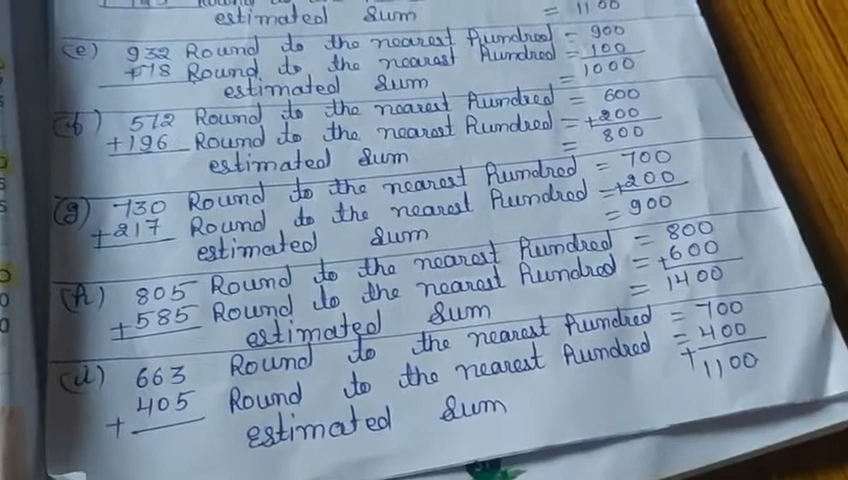 estimated Sum = 1100
(e) 932 Round to the nearest Hundred = 900
+78 Round to the nearest Hundred = 100
estimated Sum = 1000
572 Round to the nearest Hundred = 600
+196 Round to the nearest Hundred = +200
estimated Sum = 800
(g) 730 Round to the nearest Hundred = 700
+217 Round to the nearest Hundred = +200
estimated Sum = 900
(h) 805 Round to the nearest Hundred = 800
+585 Round to the nearest Hundred = +600
estimated Sum = 1400
663 Round to the nearest Hundred = 700
+ 405 Round to the nearest Hundred = + 400
estimated Sum 1100